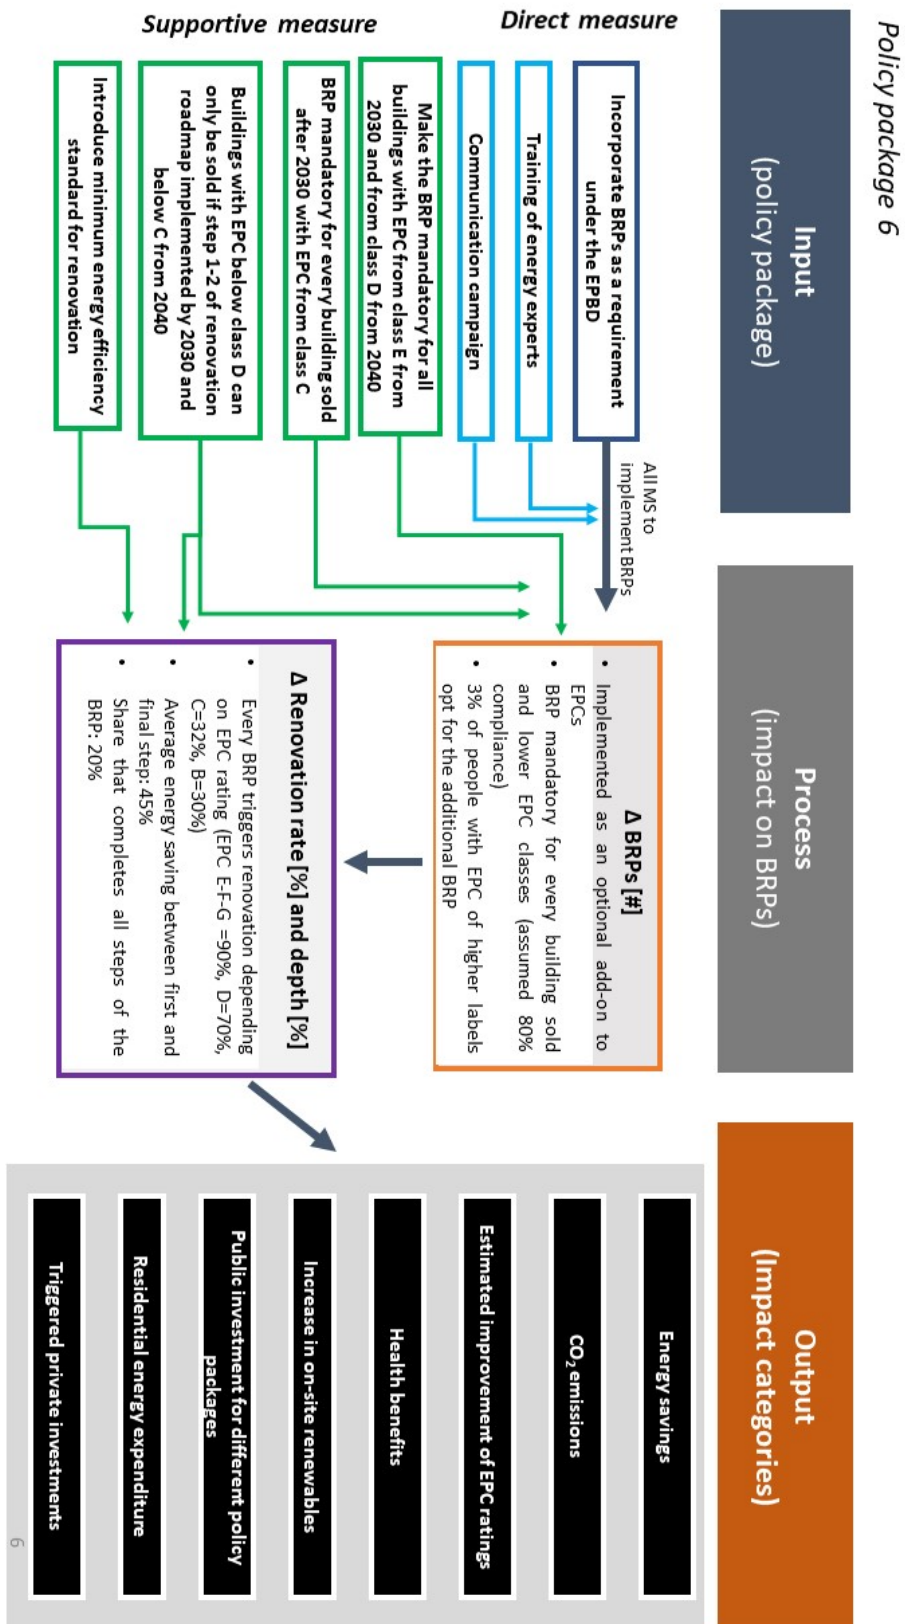 Policy package 6
Input
(policy package)
Process
(impact on BRPs)
Output
(Impact categories)
Direct measure
Supportive measure
Incorporate BRPs as a requirement
under the EPBD
Training of energy experts
Communication campaign
Make the BRP mandatory for all
buildings with EPC from class E from
2030 and from class D from 2040
BRP mandatory for every building sold
after 2030 with EPC from class C
Buildings with EPC below class D can
only be sold if step 1-2 of renovation
roadmap implemented by 2030 and
below C from 2040
Introduce minimum energy efficiency
standard for renovation
All MS to
implement BRPs
Δ BRPs [#]
• Implemented as an optional add-on to
EPCs
• BRP mandatory for every building sold
and lower EPC classes (assumed 80%
compliance)
• 3% of people with EPC of higher labels
opt for the additional BRP
Δ Renovation rate [%] and depth [%]
• Every BRP triggers renovation depending
on EPC rating (EPC E-F-G =90%, D=70%,
C=32%, B=30%)
• Average energy saving between first and
final step: 45%
• Share that completes all steps of the
BRP: 20%
Energy savings
CO₂ emissions
Estimated improvement of EPC ratings
Health benefits
Increase in on-site renewables
Public investment for different policy
packages
Residential energy expenditure
Triggered private investments
6